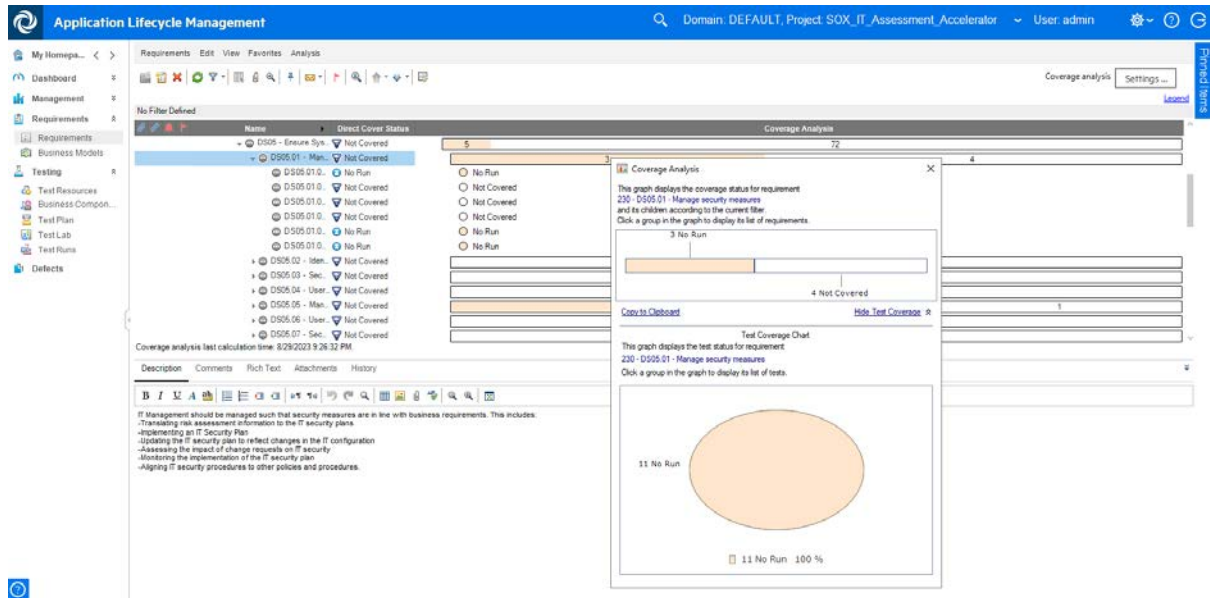 Application Lifecycle Management
Domain: DEFAULT, Project: SOX_IT_Assessment_Accelerator
User: admin
Pinned Items
My Homepa...
Dashboard
Management
Requirements
Requirements
Business Models
Testing
Test Resources
Business Compon...
Test Plan
Test Lab
Test Runs
Defects
Requirements Edit View Favorites Analysis
Coverage analysis Settings ...
Legend
No Filter Defined
Name Direct Cover Status Coverage Analysis
DS05 - Ensure Sys.. Not Covered 5 72
DS05.01 - Man.. Not Covered 3 4
DS05.01.0.. No Run No Run
DS05.01.0.. Not Covered Not Covered
DS05.01.0.. Not Covered Not Covered
DS05.01.0.. Not Covered Not Covered
DS05.01.0.. No Run No Run
DS05.01.0.. No Run No Run
DS05.02 - Iden.. Not Covered
DS05.03 - Sec.. Not Covered
DS05.04 - User.. Not Covered
DS05.05 - Man.. Not Covered 1
DS05.06 - User.. Not Covered
DS05.07 - Sec.. Not Covered
Coverage analysis last calculation time: 8/29/2023 9:26:32 PM.
Description Comments Rich Text Attachments History
IT Management should be managed such that security measures are in line with business requirements. This includes:
-Translating risk assessment information to the IT security plans
-Implementing an IT Security Plan
-Updating the IT security plan to reflect changes in the IT configuration
-Assessing the impact of change requests on IT security
-Monitoring the implementation of the IT security plan
-Aligning IT security procedures to other policies and procedures.
Coverage Analysis
This graph displays the coverage status for requirement
230 - DS05.01 - Manage security measures
and its children according to the current filter.
Click a group in the graph to display its list of requirements.
3 No Run
4 Not Covered
Copy to Clipboard Hide Test Coverage
Test Coverage Chart
This graph displays the test status for requirement
230 - DS05.01 - Manage security measures
Click a group in the graph to display its list of tests.
11 No Run
11 No Run 100 %